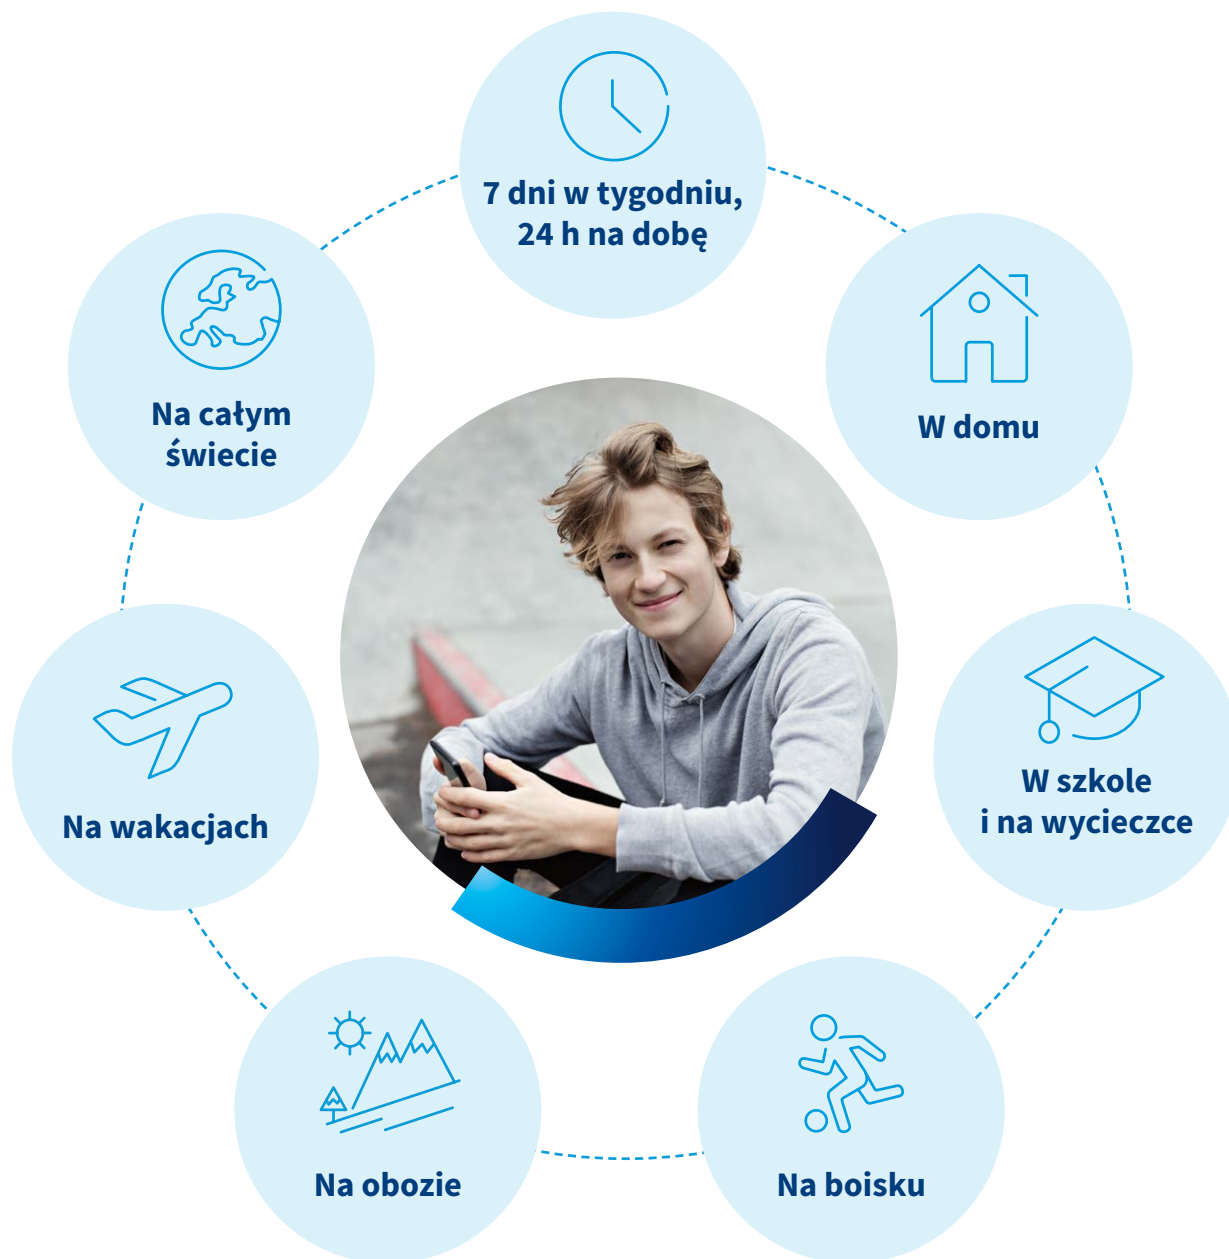 7 dni w tygodniu,
24 h na dobę
W domu
W szkole
i na wycieczce
Na boisku
Na obozie
Na wakacjach
Na całym
świecie